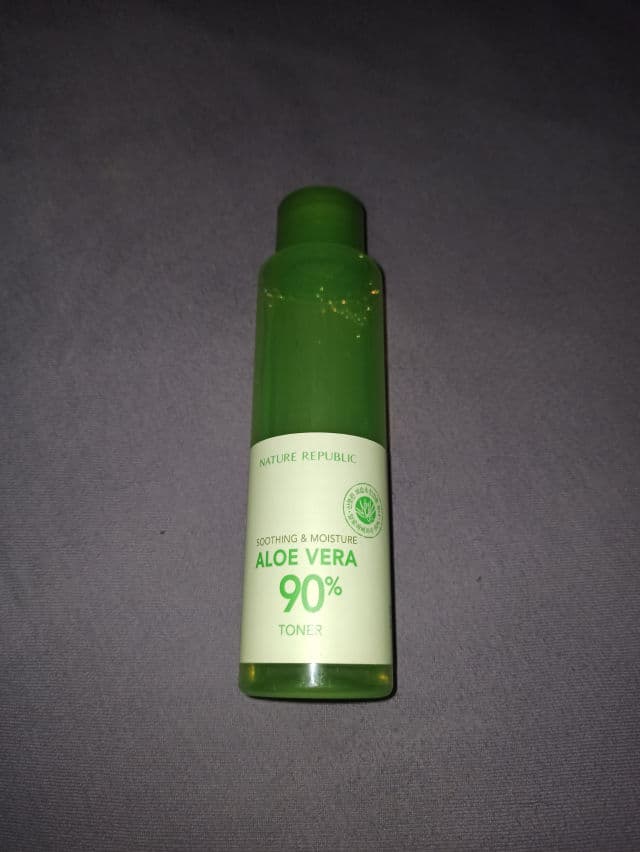 NATURE REPUBLIC
SOOTHING & MOISTURE
ALOE VERA
90%
TONER